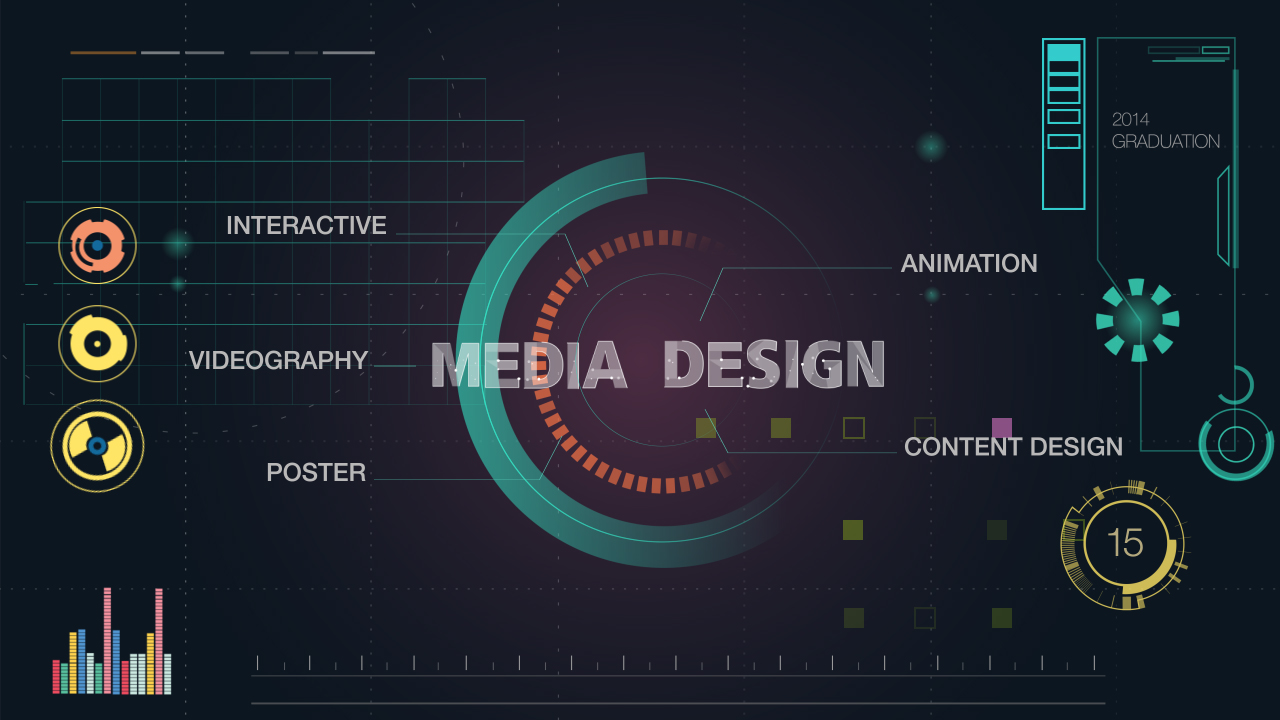 2014
GRADUATION
INTERACTIVE
ANIMATION
VIDEOGRAPHY
MEDIA DESIGN
CONTENT DESIGN
POSTER
15